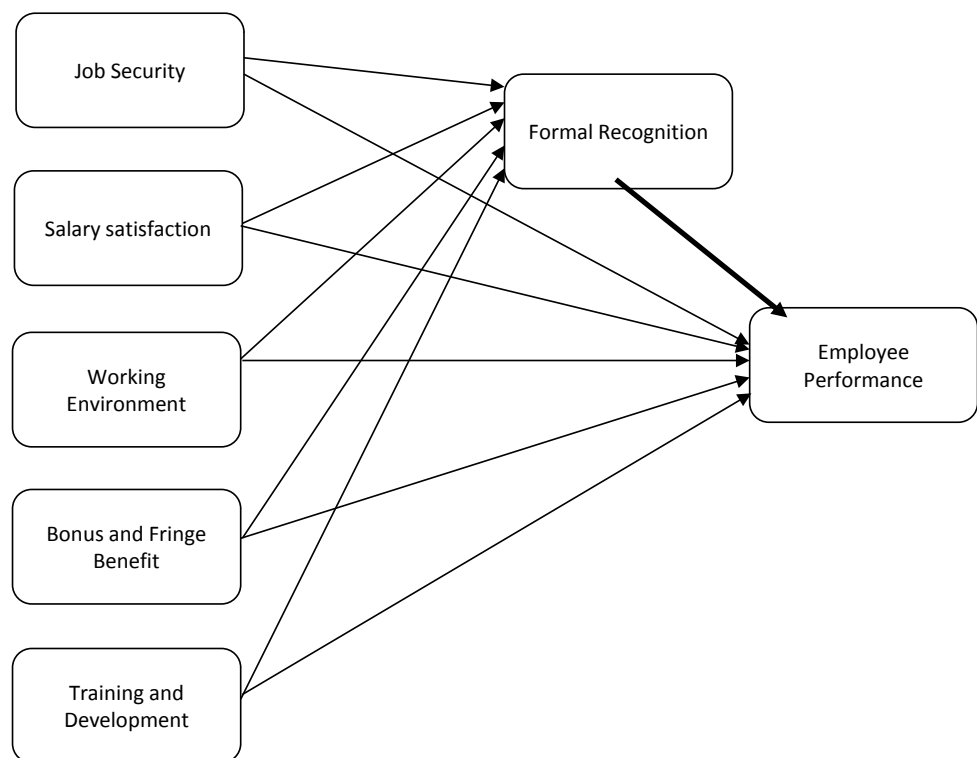 Job Security
Formal Recognition
Salary satisfaction
Working
Environment
Employee
Performance
Bonus and Fringe
Benefit
Training and
Development